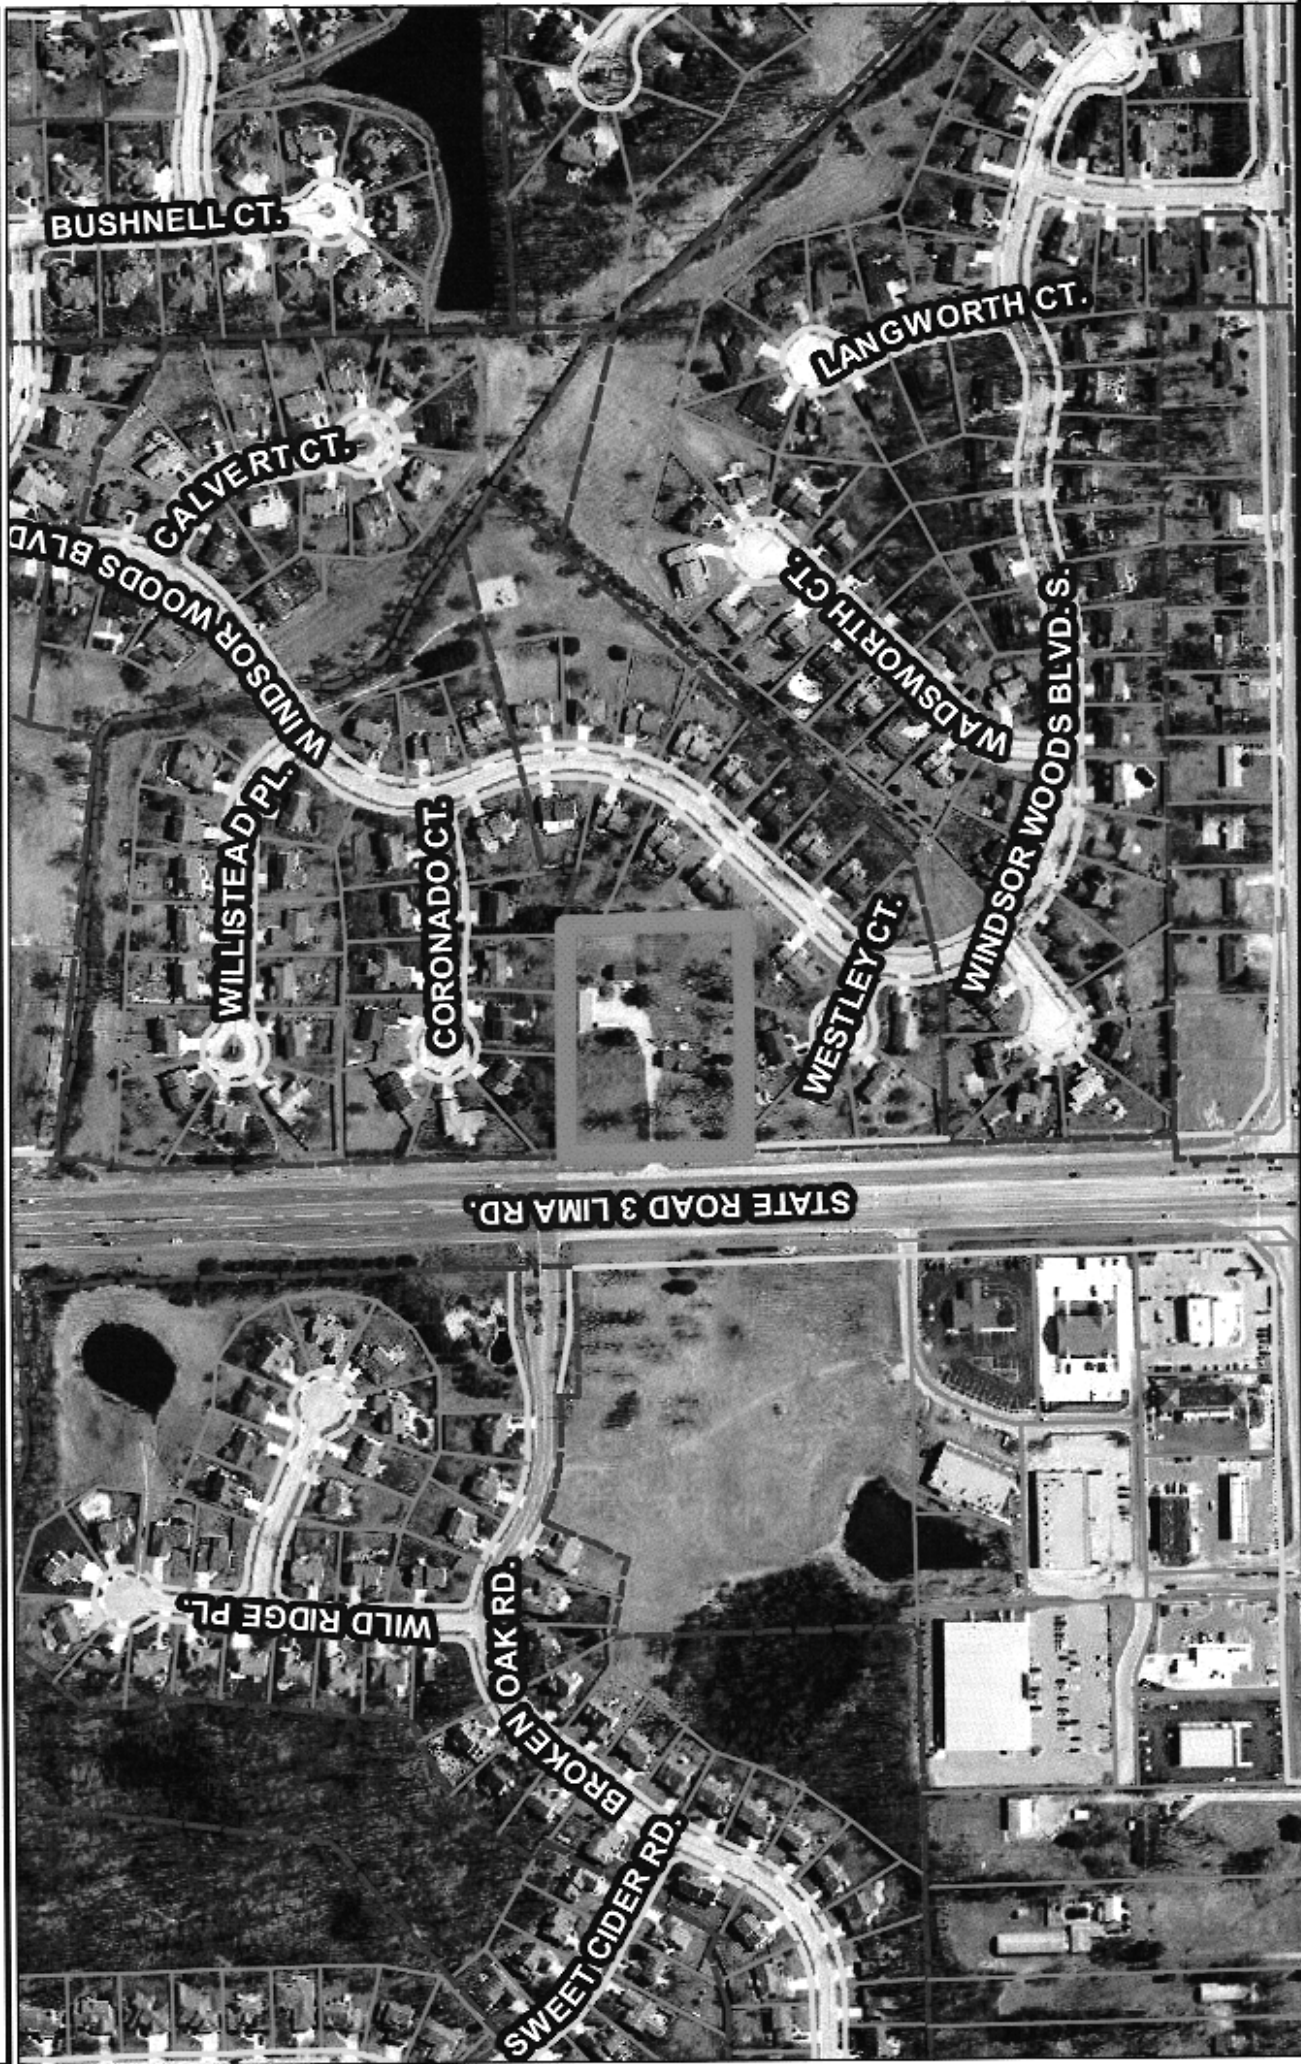 BUSHNELL CT.
LANGWORTH CT.
CALVERT CT.
WINDSOR WOODS BLVD
WADSWORTH CT.
WINDSOR WOODS BLVD. S.
WILLISTEAD PL.
CORONADO CT.
WESTLEY CT.
STATE ROAD 3 LIMA RD.
WILD RIDGE PL.
BROKEN OAK RD.
SWEET CIDER RD.